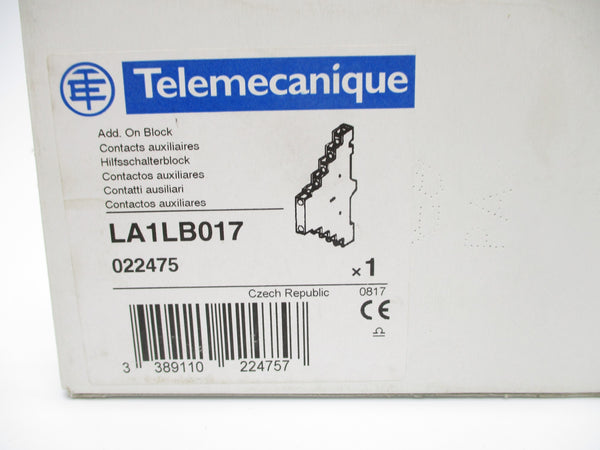 Telemecanique
Add. On Block
Contacts auxiliaires
Hilfsschalterblock
Contactos auxiliares
Contatti ausiliari
Contactos auxiliares
LA1LB017
022475
×1
Czech Republic 0817
CE
3 389110 224757